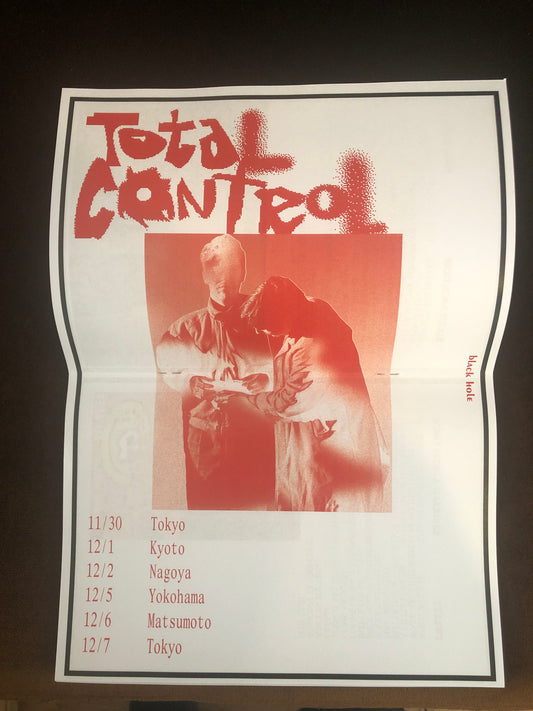 Total
Control
black hole
11/30 Tokyo
12/1 Kyoto
12/2 Nagoya
12/5 Yokohama
12/6 Matsumoto
12/7 Tokyo